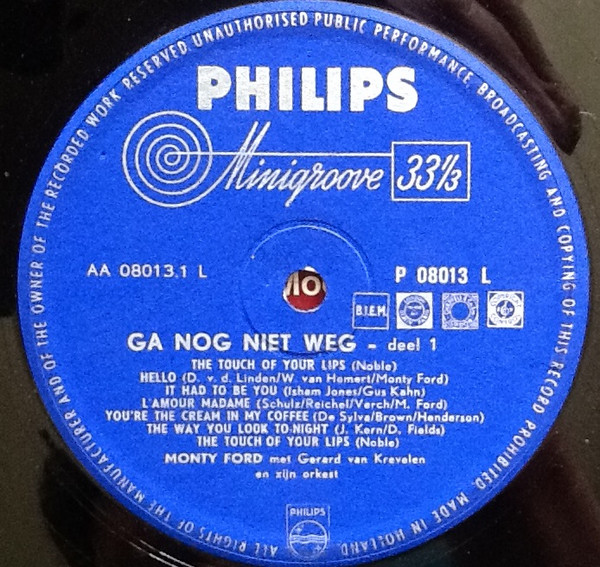 ALL RIGHTS OF THE MANUFACTURER AND OF THE OWNER OF THE RECORDED WORK RESERVED UNAUTHORISED PUBLIC PERFORMANCE, BROADCASTING AND COPYING OF THIS RECORD PROHIBITED. MADE IN HOLLAND.
PHILIPS
Minigroove 33⅓
AA 08013.1 L
P 08013 L
B.I.E.M.
GA NOG NIET WEG - deel 1
THE TOUCH OF YOUR LIPS (Noble)
HELLO (D. v. d. Linden/W. van Hemert/Monty Ford)
IT HAD TO BE YOU (Isham Jones/Gus Kahn)
L'AMOUR MADAME (Schulz/Reichel/Verch/M. Ford)
YOU'RE THE CREAM IN MY COFFEE (De Sylva/Brown/Henderson)
THE WAY YOU LOOK TO-NIGHT (J. Kern/D. Fields)
THE TOUCH OF YOUR LIPS (Noble)
MONTY FORD met Gerard van Krevelen
en zijn orkest
PHILIPS